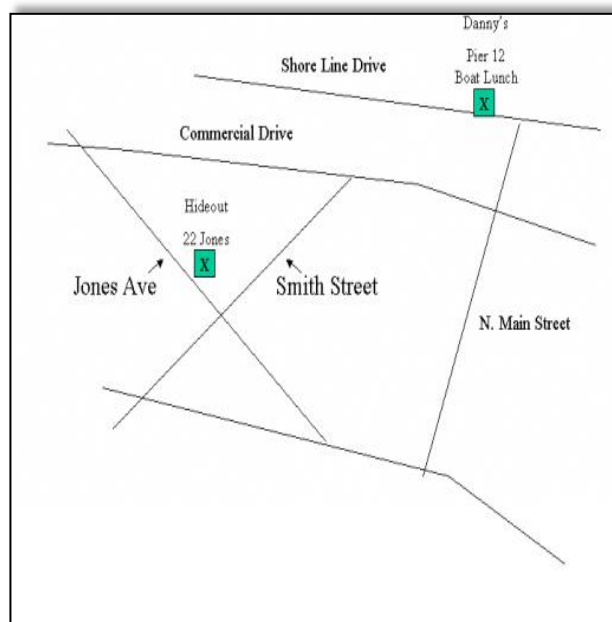 Danny's
Pier 12
Boat Lunch
X
Shore Line Drive
Commercial Drive
Hideout
22 Jones
X
Jones Ave
Smith Street
N. Main Street